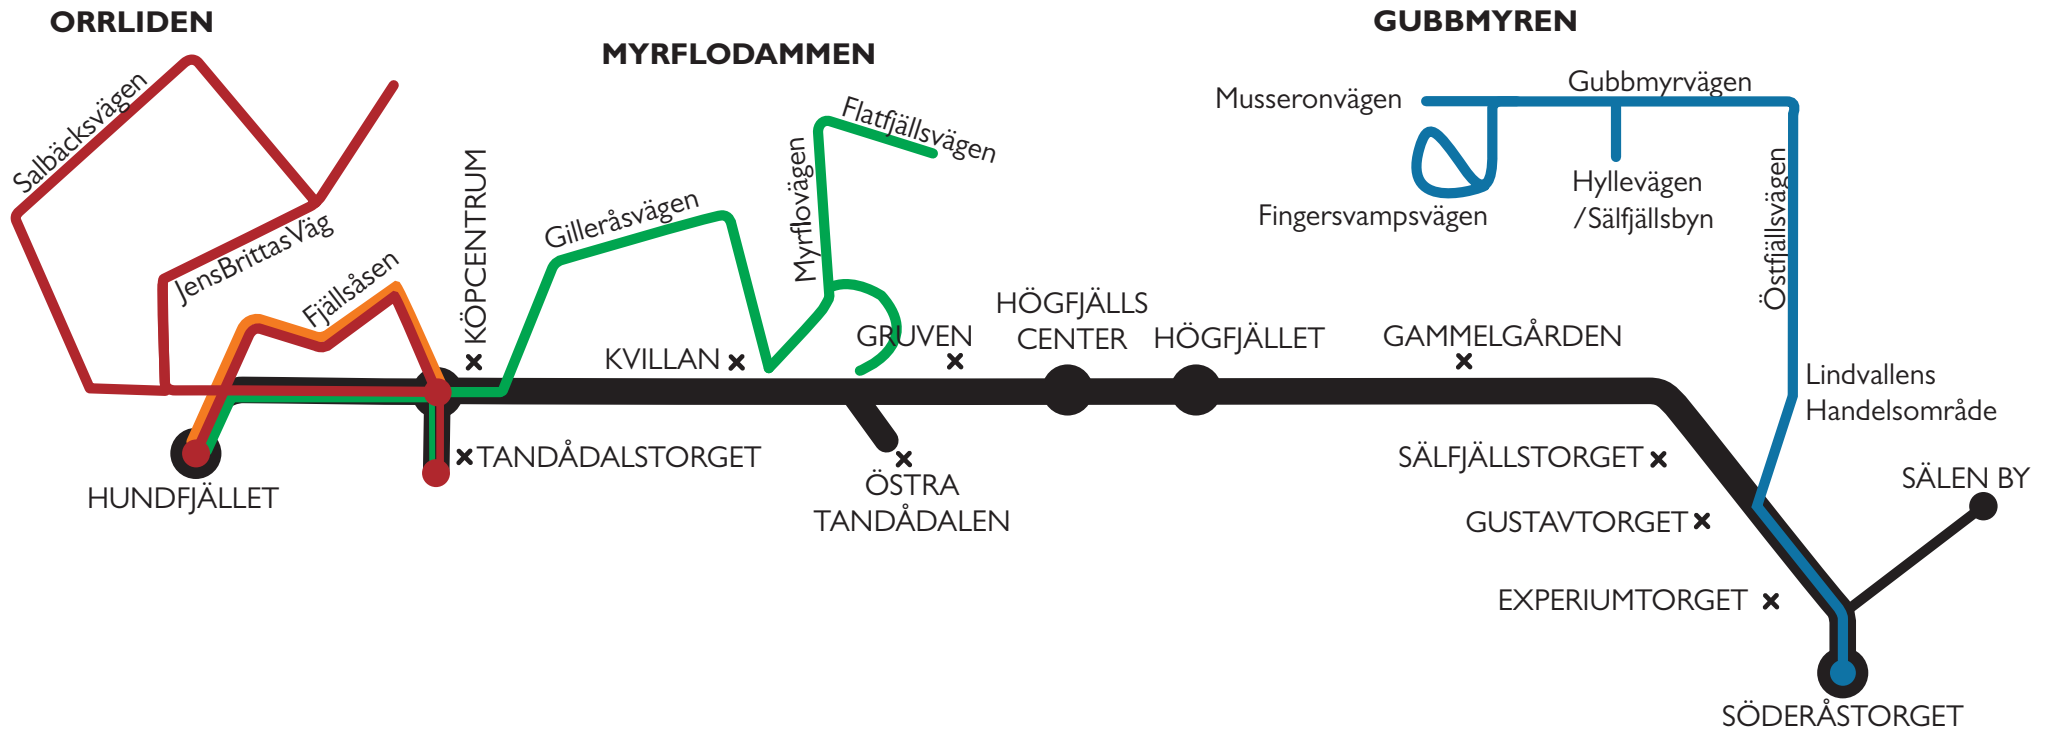 ORRLIDEN
GUBBMYREN
MYRFLODAMMEN
Salbäcksvägen
JensBrittasVäg
Fjällsåsen
KÖPCENTRUM
Gilleråsvägen
Myrflovägen
Flatfjällsvägen
Musseronvägen
Gubbmyrvägen
Fingersvampsvägen
Hyllevägen
/Sälfjällsbyn
Östfjällsvägen
KVILLAN
GRUVEN
HÖGFJÄLLS
CENTER
HÖGFJÄLLET
GAMMELGÅRDEN
Lindvallens
Handelsområde
HUNDFJÄLLET
TANDÅDALSTORGET
ÖSTRA
TANDÅDALEN
SÄLFJÄLLSTORGET
GUSTAVTORGET
EXPERIUMTORGET
SÄLEN BY
SÖDERÅSTORGET